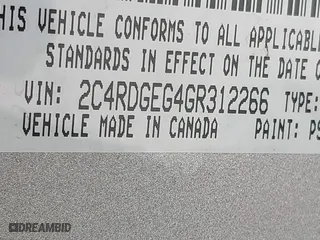 THIS VEHICLE CONFORMS TO ALL APPLICABLE
STANDARDS IN EFFECT ON THE DATE O
VIN: 2C4RDGEG4GR312266 TYPE:
VEHICLE MADE IN CANADA PAINT: PS
DREAMBID